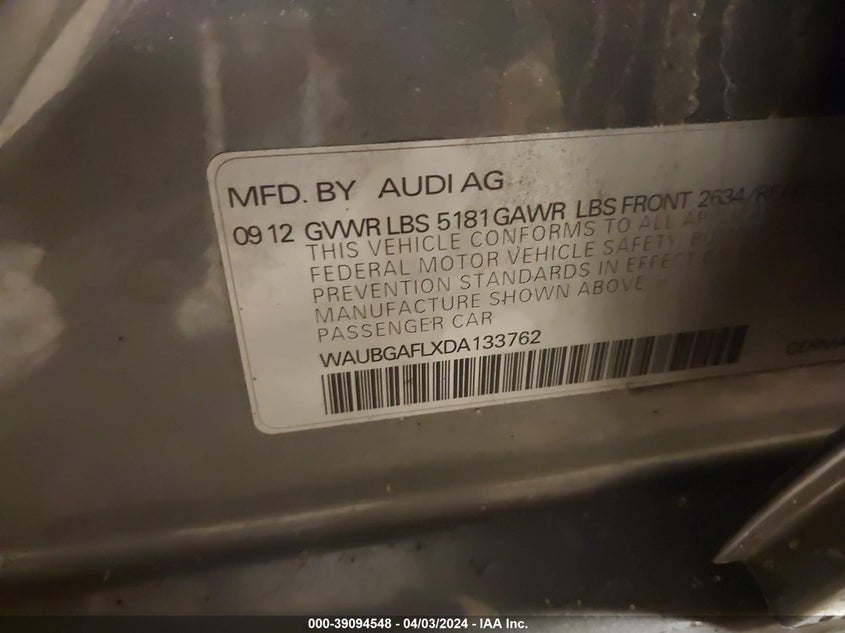 MFD. BY AUDI AG
09 12 GVWR LBS 5181 GAWR LBS FRONT 2634 /REAR
THIS VEHICLE CONFORMS TO ALL
FEDERAL MOTOR VEHICLE SAFETY
PREVENTION STANDARDS IN EFFECT
MANUFACTURE SHOWN ABOVE
PASSENGER CAR
WAUBGAFLXDA133762
000-39094548 - 04/03/2024 - IAA Inc.